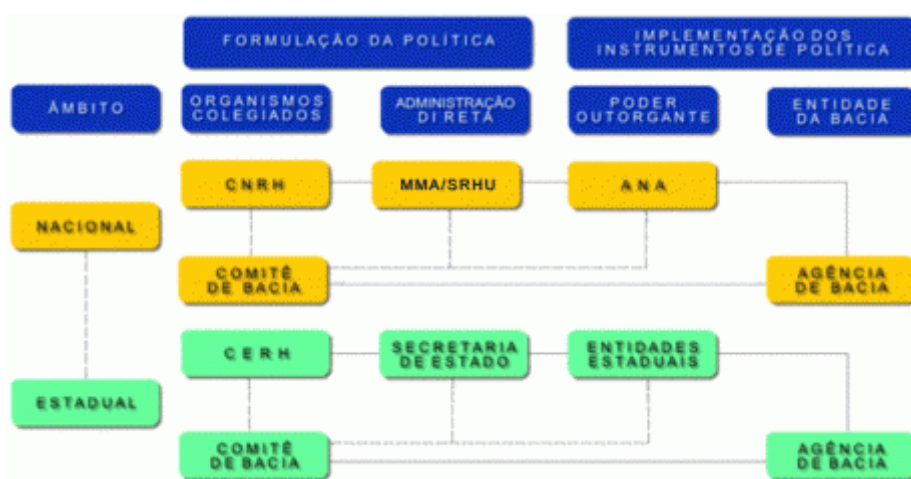 FORMULAÇÃO DA POLÍTICA
IMPLEMENTAÇÃO DOS
INSTRUMENTOS DE POLÍTICA
ÂMBITO
ORGANISMOS
COLEGIADOS
ADMINISTRAÇÃO
DIRETA
PODER
OUTORGANTE
ENTIDADE
DA BACIA
NACIONAL
CNRH
MMA/SRHU
ANA
COMITÊ
DE BACIA
AGÊNCIA
DE BACIA
ESTADUAL
CERH
SECRETARIA
DE ESTADO
ENTIDADES
ESTADUAIS
COMITÊ
DE BACIA
AGÊNCIA
DE BACIA